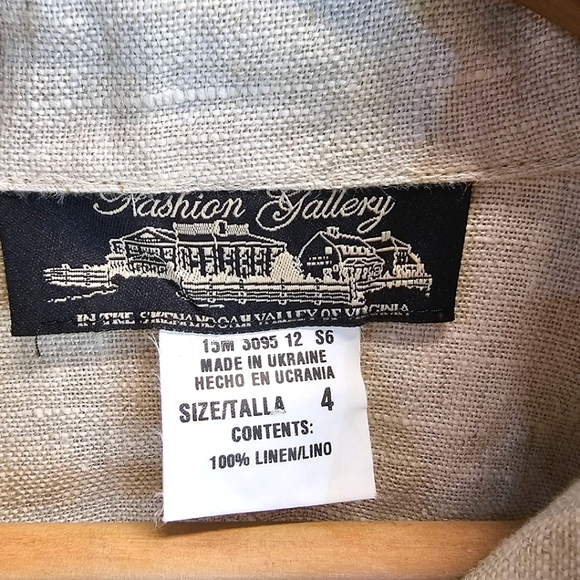 Fashion Gallery
IN THE SHENANDOAH VALLEY OF VIRGINIA
15M 3095 12 S6
MADE IN UKRAINE
HECHO EN UCRANIA
SIZE/TALLA 4
CONTENTS:
100% LINEN/LINO